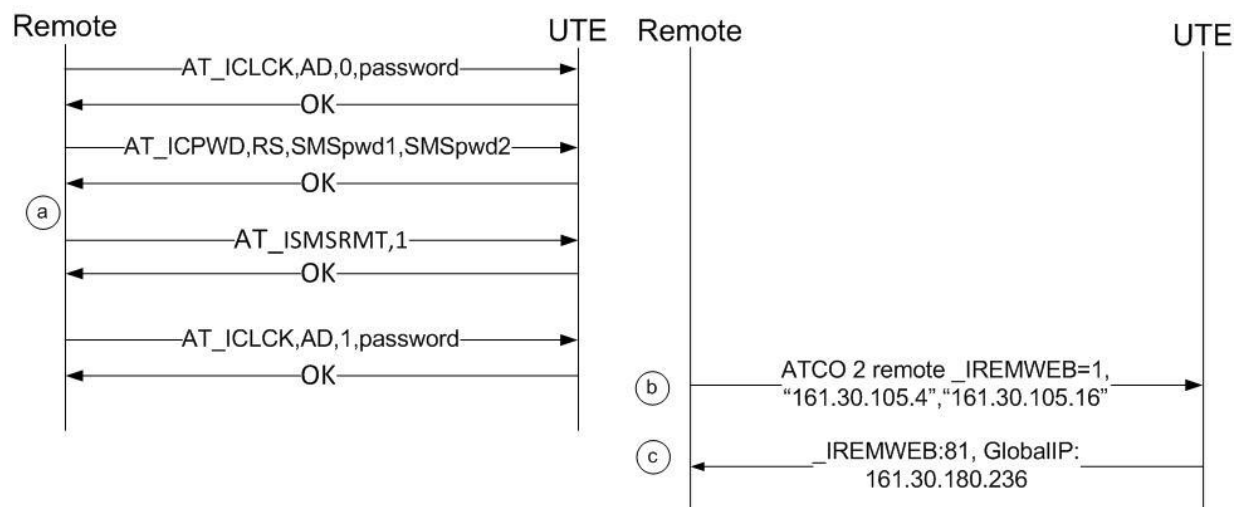 Remote
UTE
AT_ICLCK,AD,0,password
OK
AT_ICPWD,RS,SMSpwd1,SMSpwd2
OK
a
AT_ISMSRMT,1
OK
AT_ICLCK,AD,1,password
OK
Remote
UTE
b
ATCO 2 remote _IREMWEB=1,
“161.30.105.4”,“161.30.105.16”
c
_IREMWEB:81, GlobalIP:
161.30.180.236